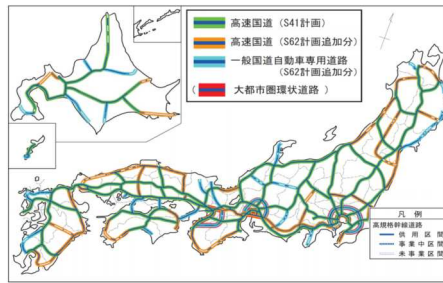 高速国道（S41計画）
高速国道（S62計画追加分）
一般国道自動車専用道路
（S62計画追加分）
（ 大都市圏環状道路 ）
凡例
高規格幹線道路
供用区間
事業中区間
未事業区間